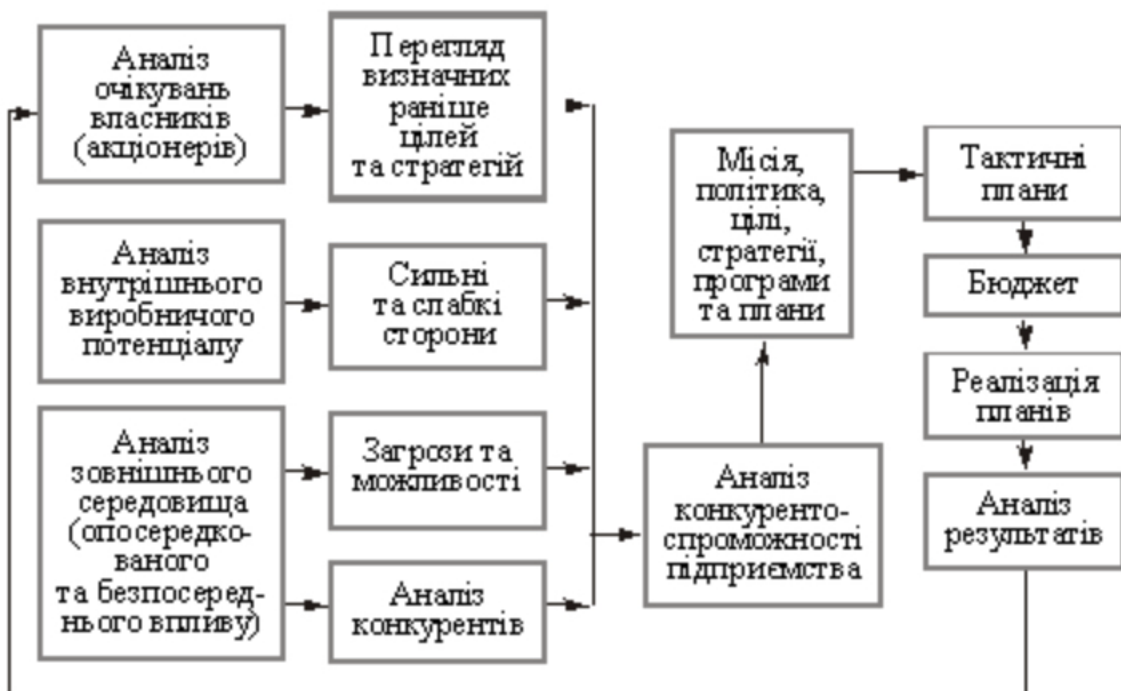 Аналіз
очікувань
власників
(акціонерів)
Перегляд
визначних
раніше
цілей
та стратегій
Аналіз
внутрішнього
виробничого
потенціалу
Сильні
та слабкі
сторони
Аналіз
зовнішнього
середовища
(опосередко-
ваного
та безпосеред-
нього впливу)
Загрози та
можливості
Аналіз
конкурентів
Аналіз
конкуренто-
спроможності
підприємства
Місія,
політика,
цілі,
стратегії,
програми
та плани
Тактичні
плани
Бюджет
Реалізація
планів
Аналіз
результатів